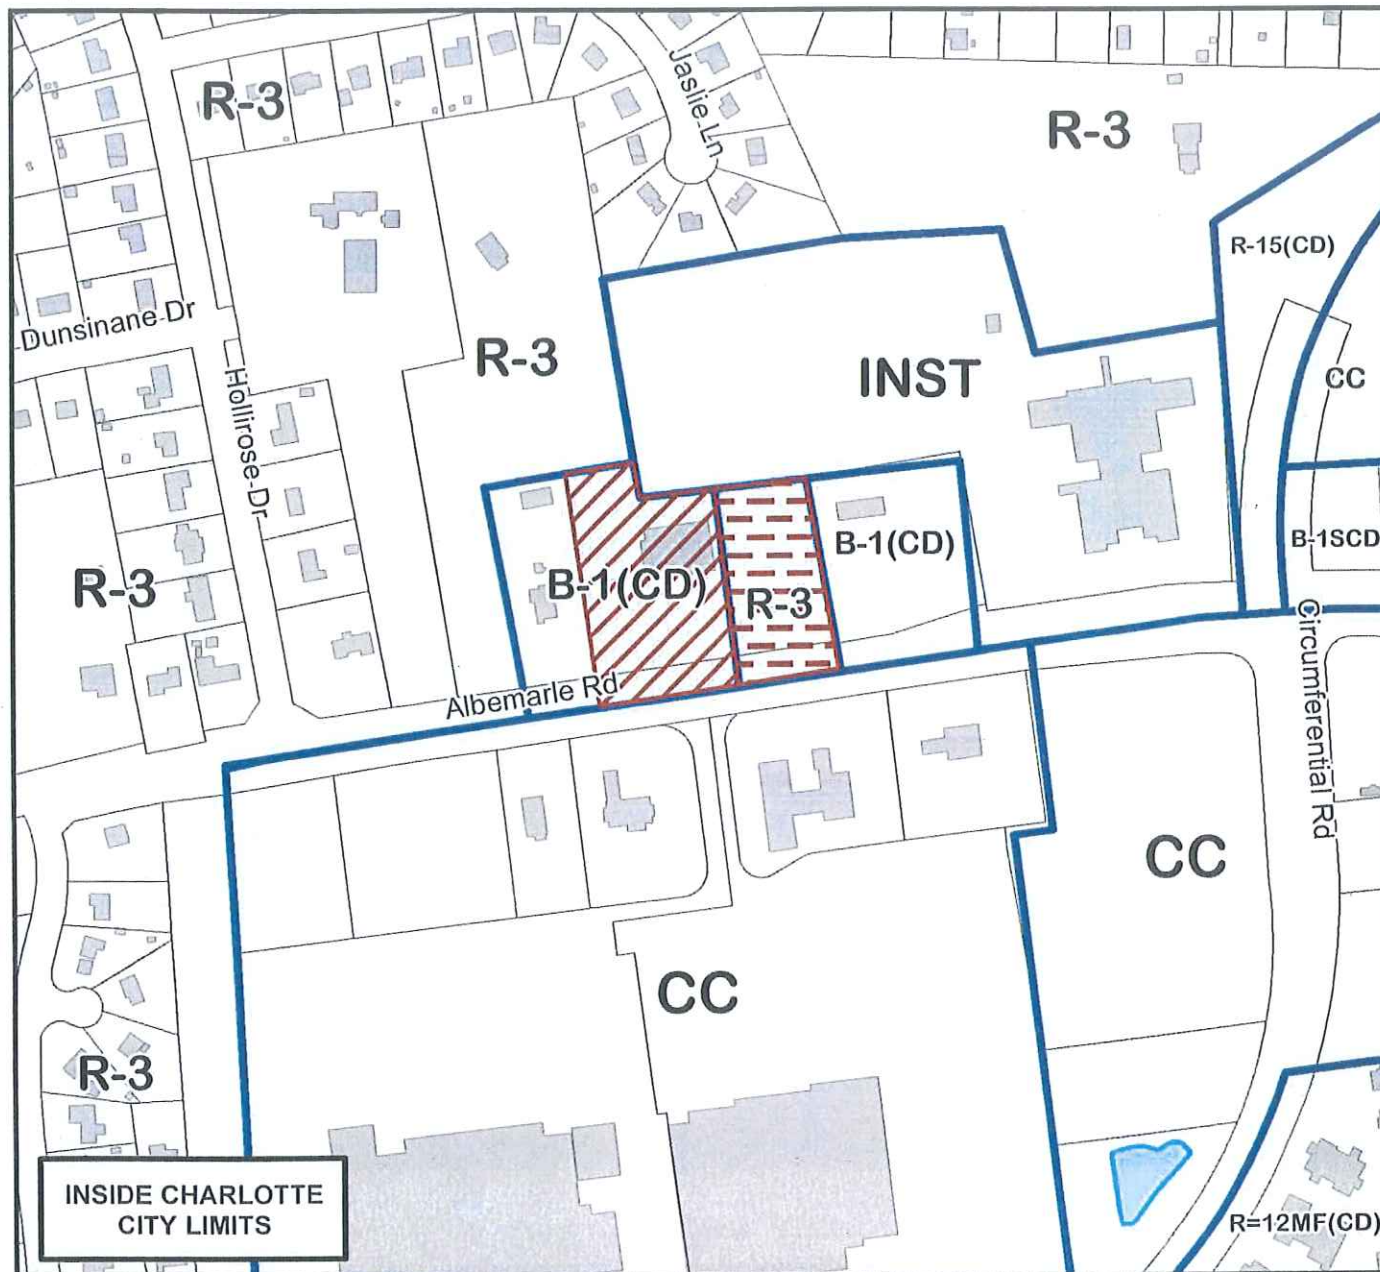 R-3
Jaslie Ln
R-3
R-15(CD)
Dunsinane Dr
R-3
INST
CC
Hollirose Dr
B-1SCD
B-1(CD)
R-3
B-1(CD)
R-3
Circumferential Rd
Albemarle Rd
CC
CC
R-3
INSIDE CHARLOTTE
CITY LIMITS
R=12MF(CD)